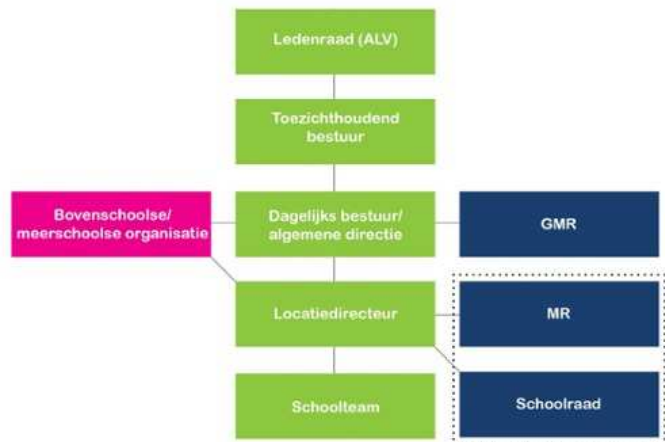 Ledenraad (ALV)
Toezichthoudend
bestuur
Bovenschoolse/
meerschoolse organisatie
Dagelijks bestuur/
algemene directie
GMR
Locatiedirecteur
MR
Schoolteam
Schoolraad